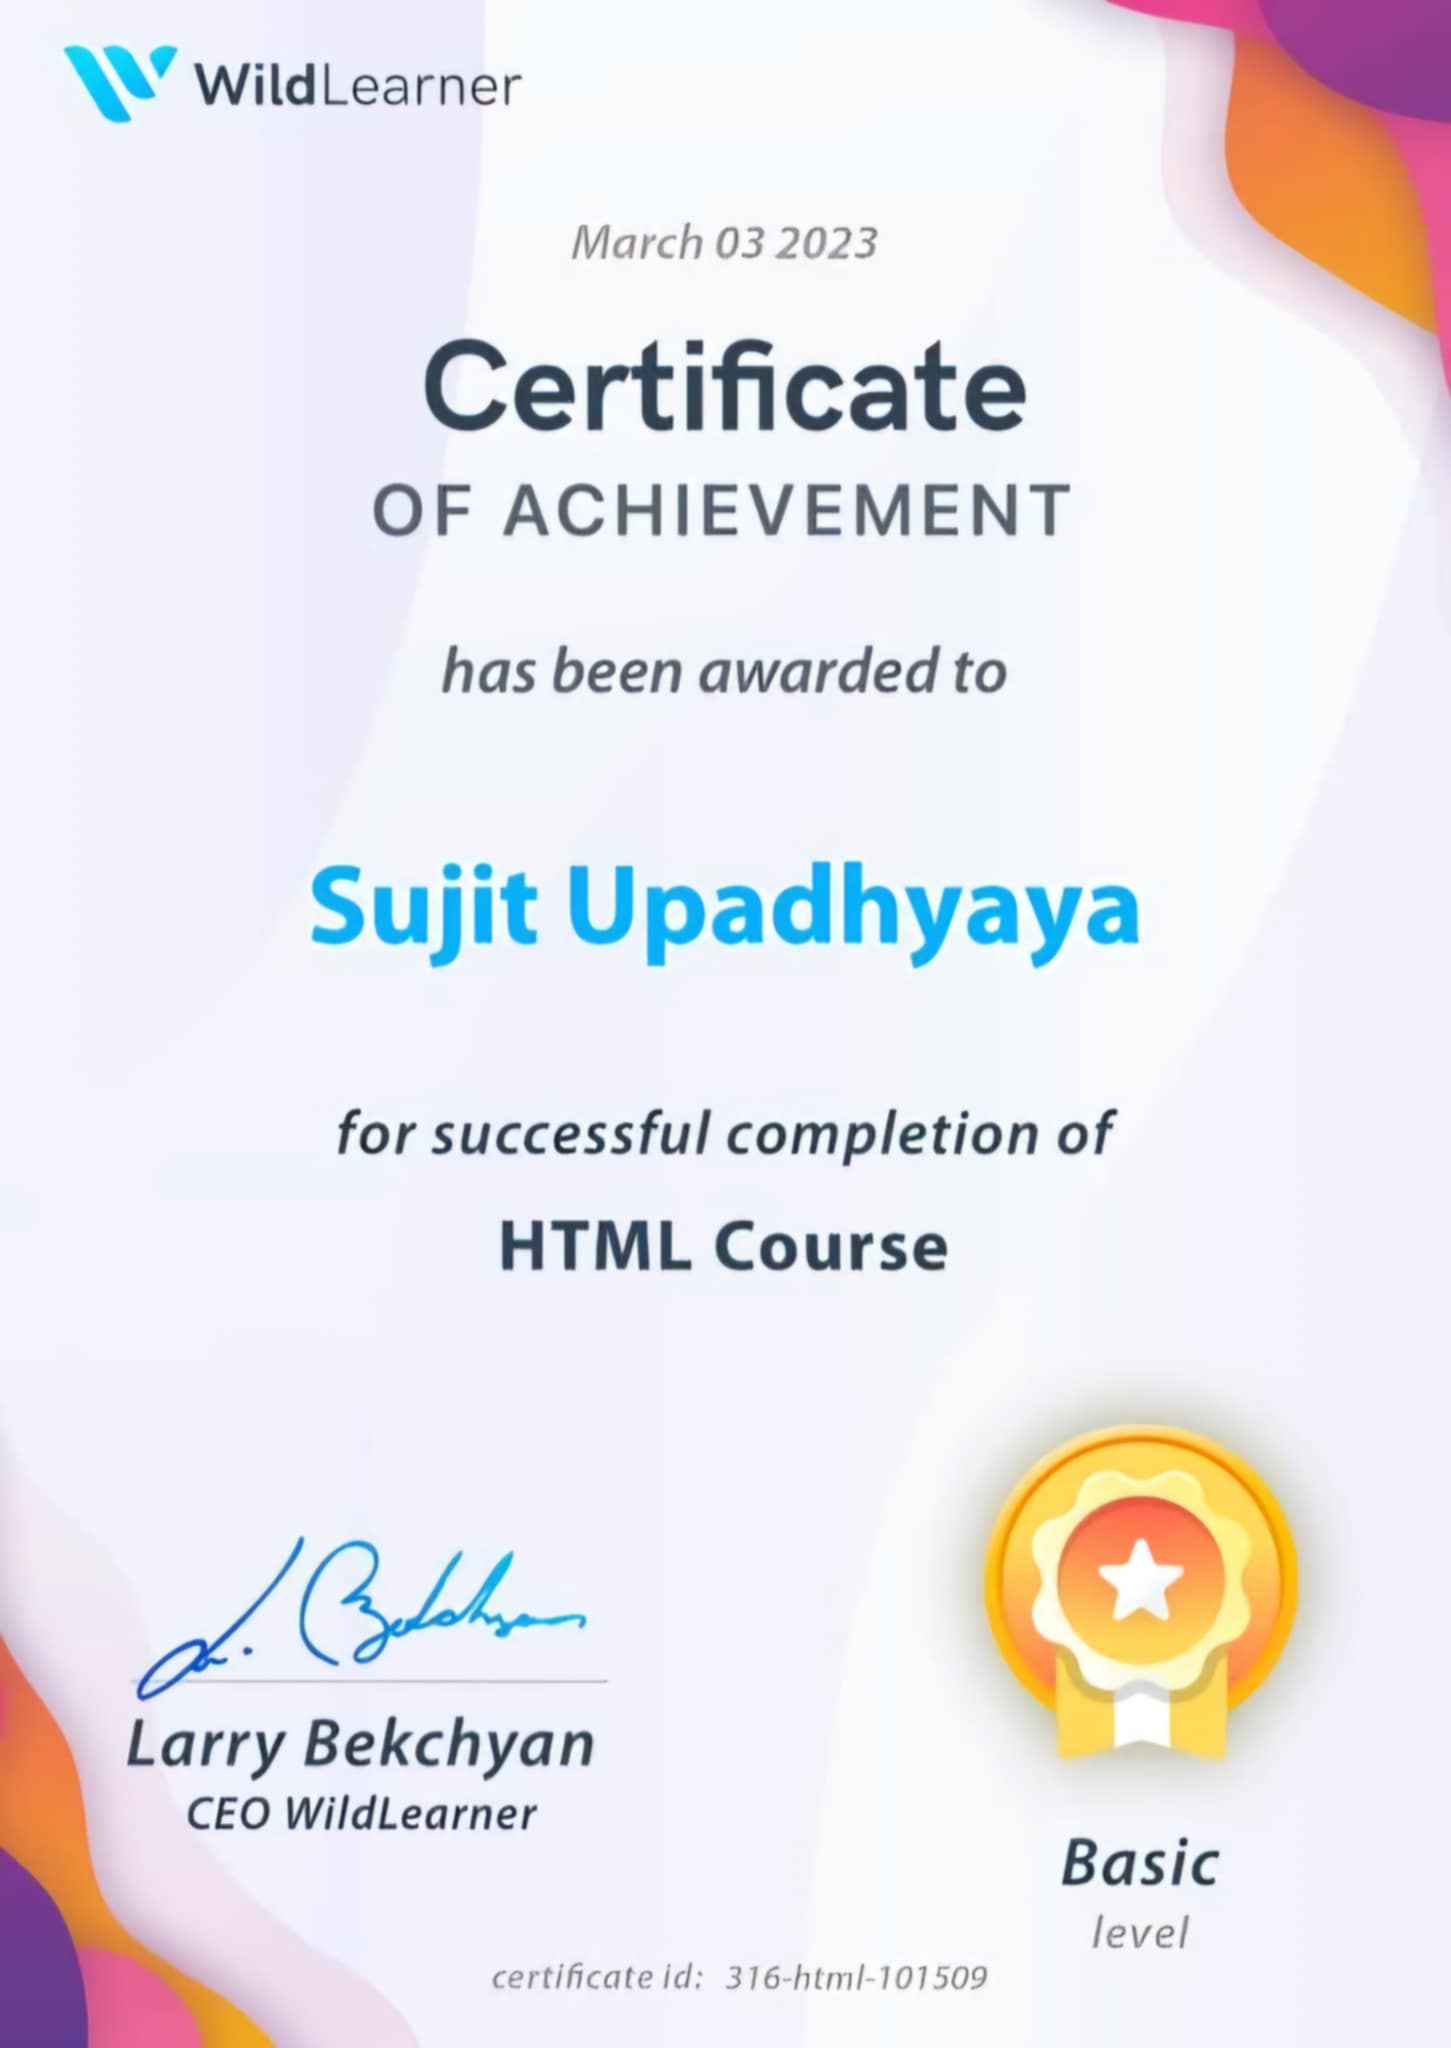 WildLearner
March 03 2023
Certificate
OF ACHIEVEMENT
has been awarded to
Sujit Upadhyaya
for successful completion of
HTML Course
L. Bekchyan
Larry Bekchyan
CEO WildLearner
Basic
level
certificate id: 316-html-101509